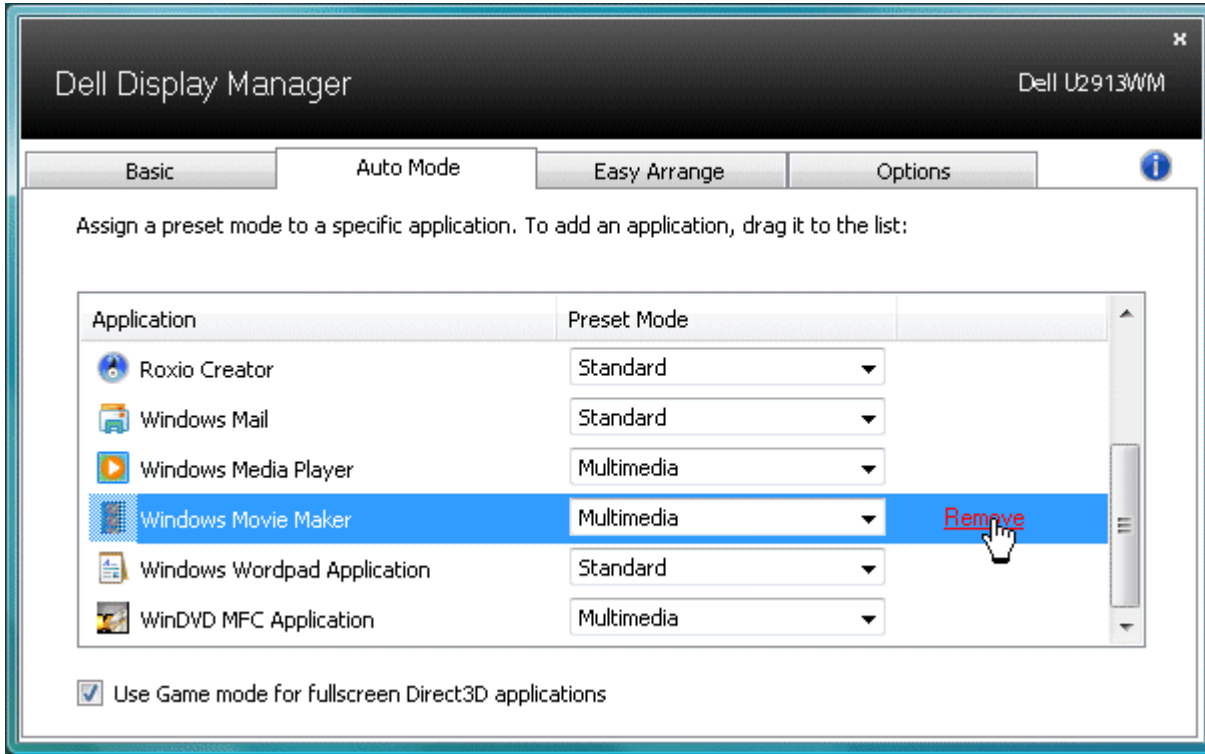 Dell Display Manager
Dell U2913WM
Basic Auto Mode Easy Arrange Options
Assign a preset mode to a specific application. To add an application, drag it to the list:
Application Preset Mode
Roxio Creator Standard
Windows Mail Standard
Windows Media Player Multimedia
Windows Movie Maker Multimedia Remove
Windows Wordpad Application Standard
WinDVD MFC Application Multimedia
Use Game mode for fullscreen Direct3D applications